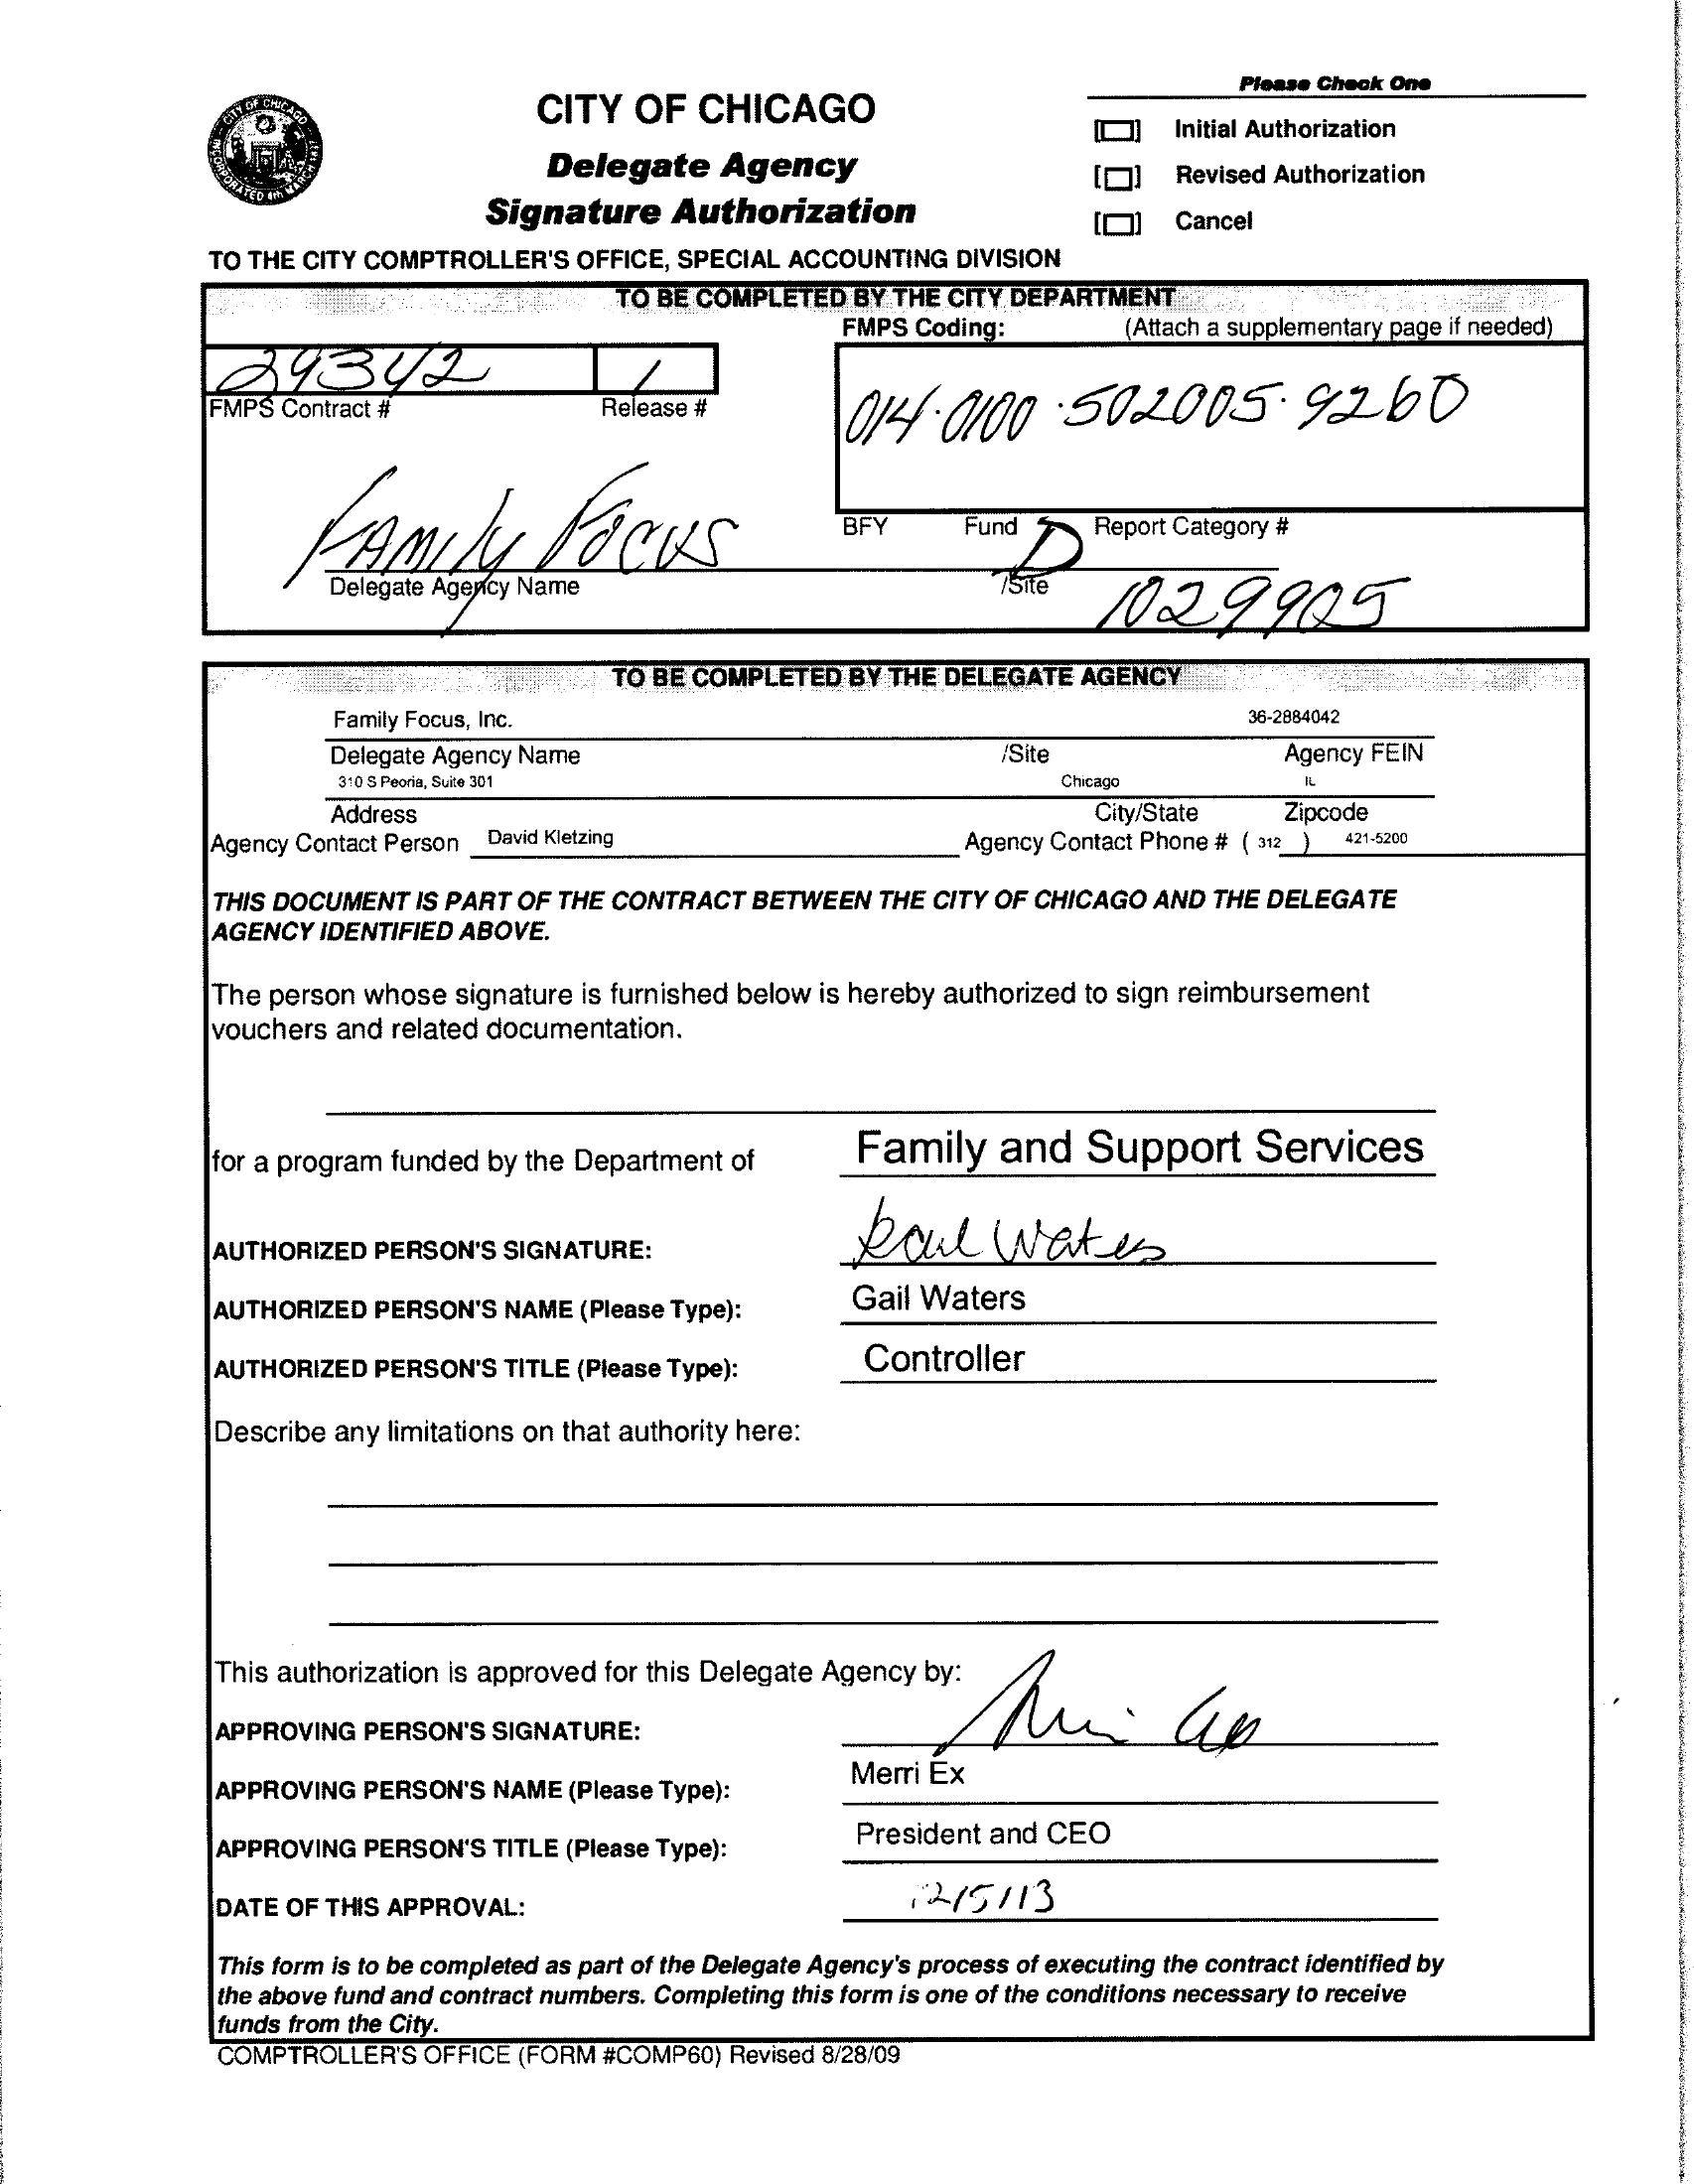 Please Check One
CITY OF CHICAGO
Initial Authorization
Delegate Agency
Revised Authorization
Signature Authorization
Cancel
TO THE CITY COMPTROLLER'S OFFICE, SPECIAL ACCOUNTING DIVISION
TO BE COMPLETED BY THE CITY DEPARTMENT
FMPS Coding: (Attach a supplementary page if needed)
29342 1
FMPS Contract # Release #
014·0100·502005·9260
BFY Fund D Report Category #
Family Focus
Delegate Agency Name /Site
1029905
TO BE COMPLETED BY THE DELEGATE AGENCY
Family Focus, Inc. 36-2884042
Delegate Agency Name /Site Agency FEIN
310 S Peoria, Suite 301 Chicago IL
Address City/State Zipcode
Agency Contact Person David Kletzing Agency Contact Phone # ( 312 ) 421-5200
THIS DOCUMENT IS PART OF THE CONTRACT BETWEEN THE CITY OF CHICAGO AND THE DELEGATE
AGENCY IDENTIFIED ABOVE.
The person whose signature is furnished below is hereby authorized to sign reimbursement
vouchers and related documentation.
for a program funded by the Department of Family and Support Services
AUTHORIZED PERSON'S SIGNATURE: Gail Waters
AUTHORIZED PERSON'S NAME (Please Type): Gail Waters
AUTHORIZED PERSON'S TITLE (Please Type): Controller
Describe any limitations on that authority here:
This authorization is approved for this Delegate Agency by:
APPROVING PERSON'S SIGNATURE:
APPROVING PERSON'S NAME (Please Type): Merri Ex
APPROVING PERSON'S TITLE (Please Type): President and CEO
DATE OF THIS APPROVAL: 12/5/13
This form is to be completed as part of the Delegate Agency's process of executing the contract identified by
the above fund and contract numbers. Completing this form is one of the conditions necessary to receive
funds from the City.
COMPTROLLER'S OFFICE (FORM #COMP60) Revised 8/28/09